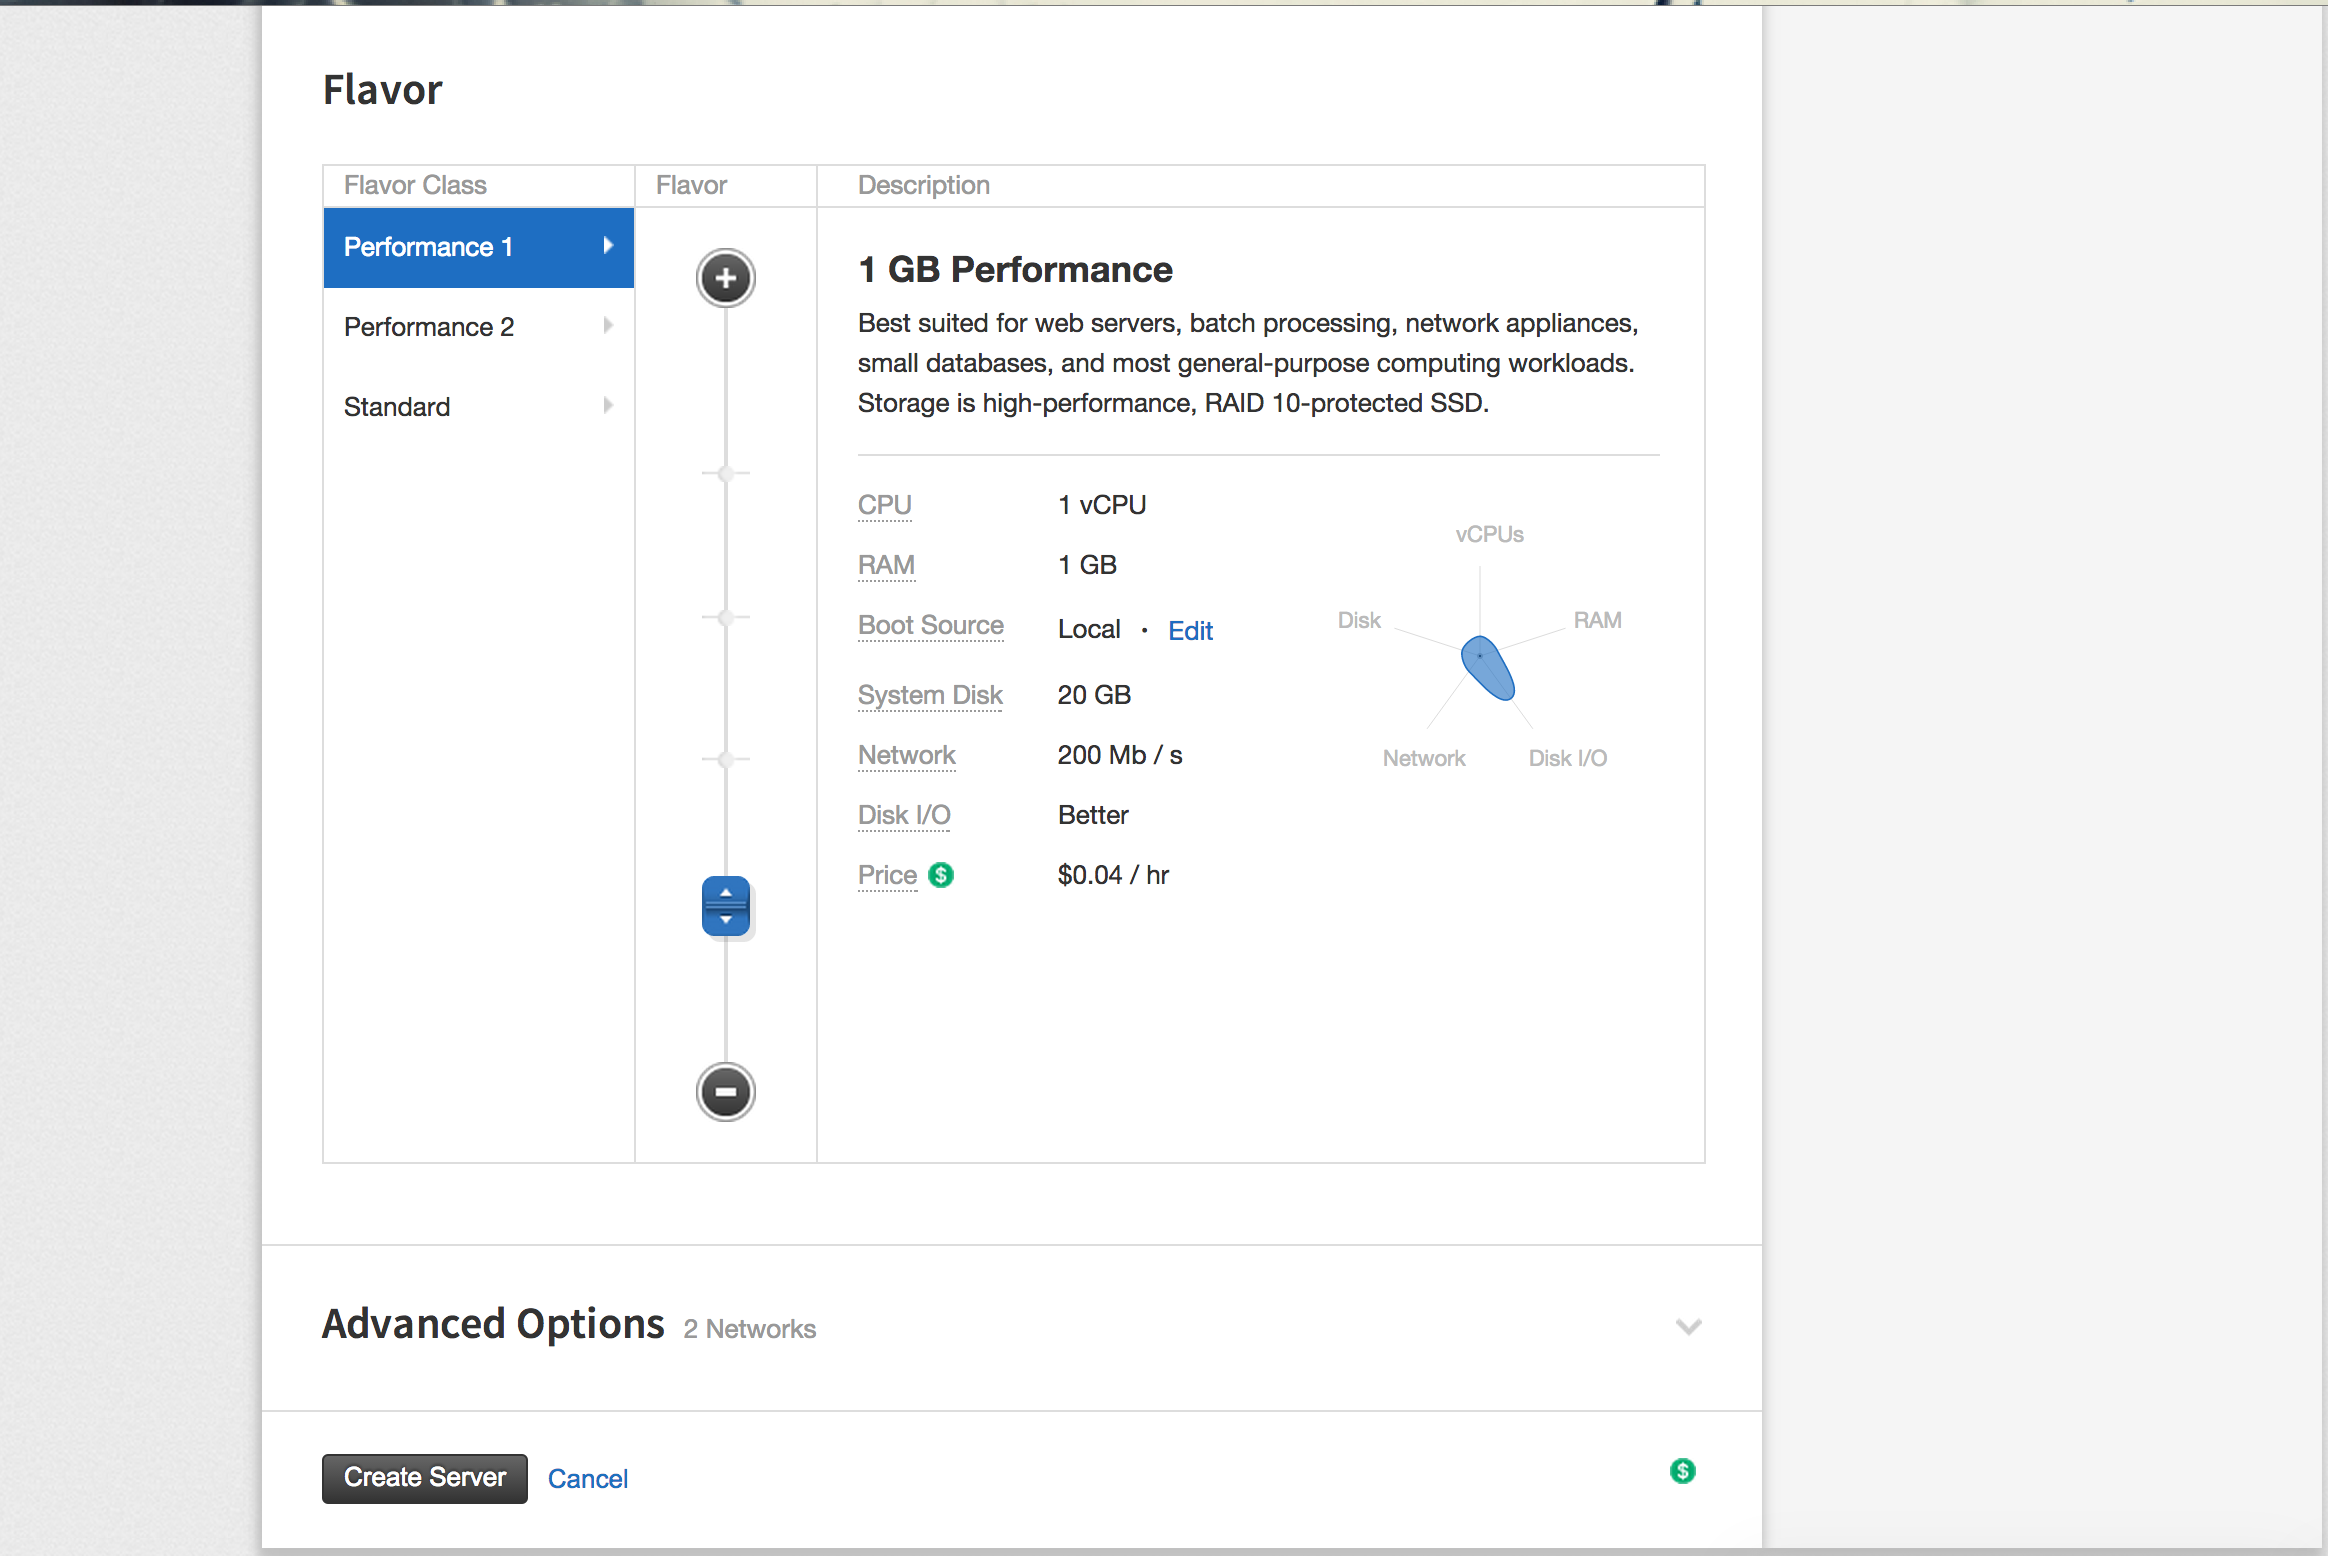 Flavor
Flavor Class
Flavor
Description
Performance 1
Performance 2
Standard
1 GB Performance
Best suited for web servers, batch processing, network appliances,
small databases, and most general-purpose computing workloads.
Storage is high-performance, RAID 10-protected SSD.
CPU 1 vCPU
RAM 1 GB
Boot Source Local · Edit
System Disk 20 GB
Network 200 Mb / s
Disk I/O Better
Price $ $0.04 / hr
vCPUs
Disk
RAM
Network
Disk I/O
Advanced Options 2 Networks
Create Server Cancel
$